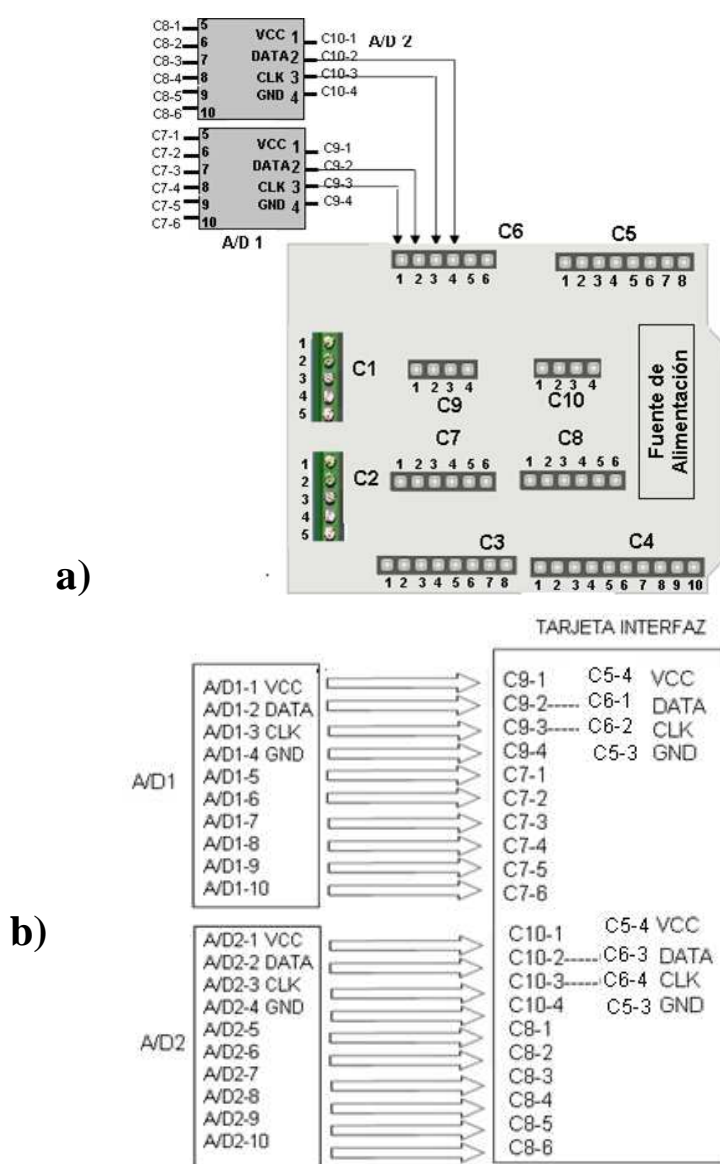 C8-1 5 VCC 1 C10-1 A/D 2
C8-2 6 DATA 2 C10-2
C8-3 7 CLK 3 C10-3
C8-4 8 GND 4 C10-4
C8-5 9
C8-6 10
C7-1 5 VCC 1 C9-1
C7-2 6 DATA 2 C9-2
C7-3 7 CLK 3 C9-3
C7-4 8 GND 4 C9-4
C7-5 9
C7-6 10
A/D 1
C6
1 2 3 4 5 6
C5
1 2 3 4 5 6 7 8
1
2
3
4
5
C1
1 2 3 4
C9
1 2 3 4
C10
Fuente de
Alimentación
C7
1 2 3 4 5 6
C8
1 2 3 4 5 6
1
2
3
4
5
C2
C3
1 2 3 4 5 6 7 8
C4
1 2 3 4 5 6 7 8 9 10
a)
TARJETA INTERFAZ
A/D1
A/D1-1 VCC
A/D1-2 DATA
A/D1-3 CLK
A/D1-4 GND
A/D1-5
A/D1-6
A/D1-7
A/D1-8
A/D1-9
A/D1-10
C9-1 C5-4 VCC
C9-2----- C6-1 DATA
C9-3----- C6-2 CLK
C9-4 C5-3 GND
C7-1
C7-2
C7-3
C7-4
C7-5
C7-6
b)
A/D2
A/D2-1 VCC
A/D2-2 DATA
A/D2-3 CLK
A/D2-4 GND
A/D2-5
A/D2-6
A/D2-7
A/D2-8
A/D2-9
A/D2-10
C10-1 C5-4 VCC
C10-2----- C6-3 DATA
C10-3----- C6-4 CLK
C10-4 C5-3 GND
C8-1
C8-2
C8-3
C8-4
C8-5
C8-6